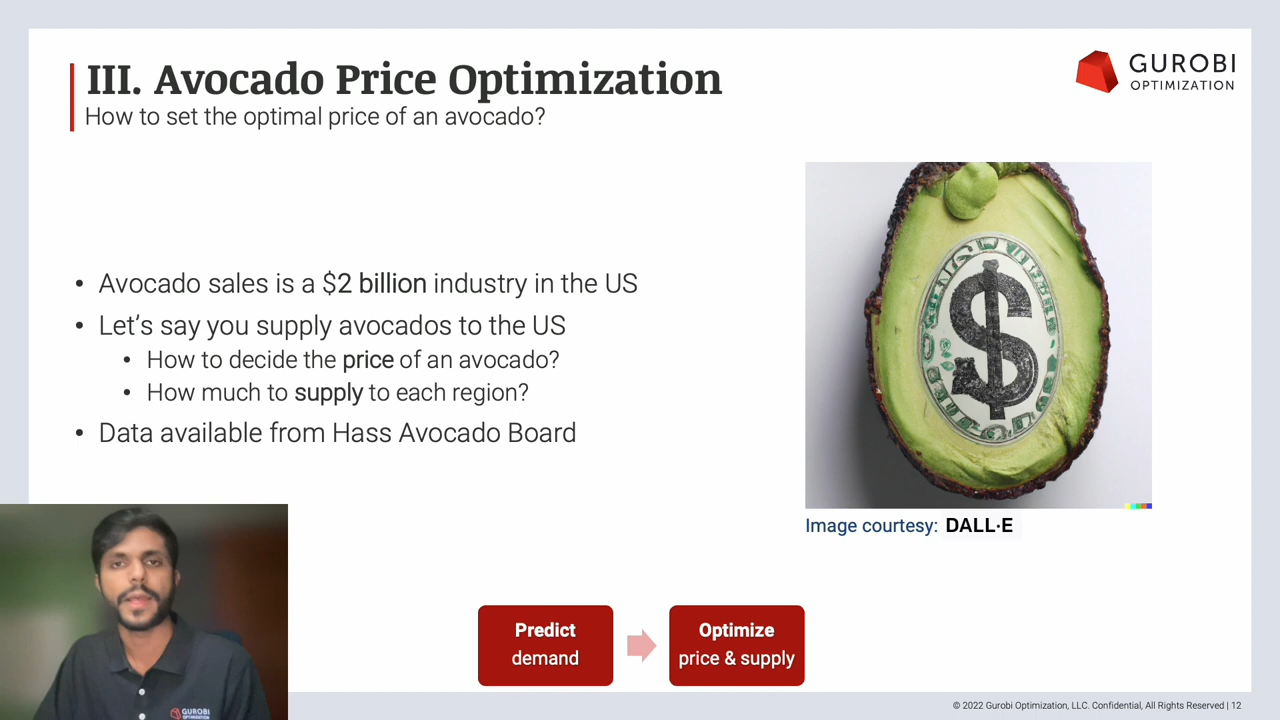 III. Avocado Price Optimization
How to set the optimal price of an avocado?
GUROBI
OPTIMIZATION
• Avocado sales is a $2 billion industry in the US
• Let’s say you supply avocados to the US
• How to decide the price of an avocado?
• How much to supply to each region?
• Data available from Hass Avocado Board
$
Image courtesy: DALL·E
Predict
demand
Optimize
price & supply
GUROBI
OPTIMIZATION
© 2022 Gurobi Optimization, LLC. Confidential, All Rights Reserved | 12